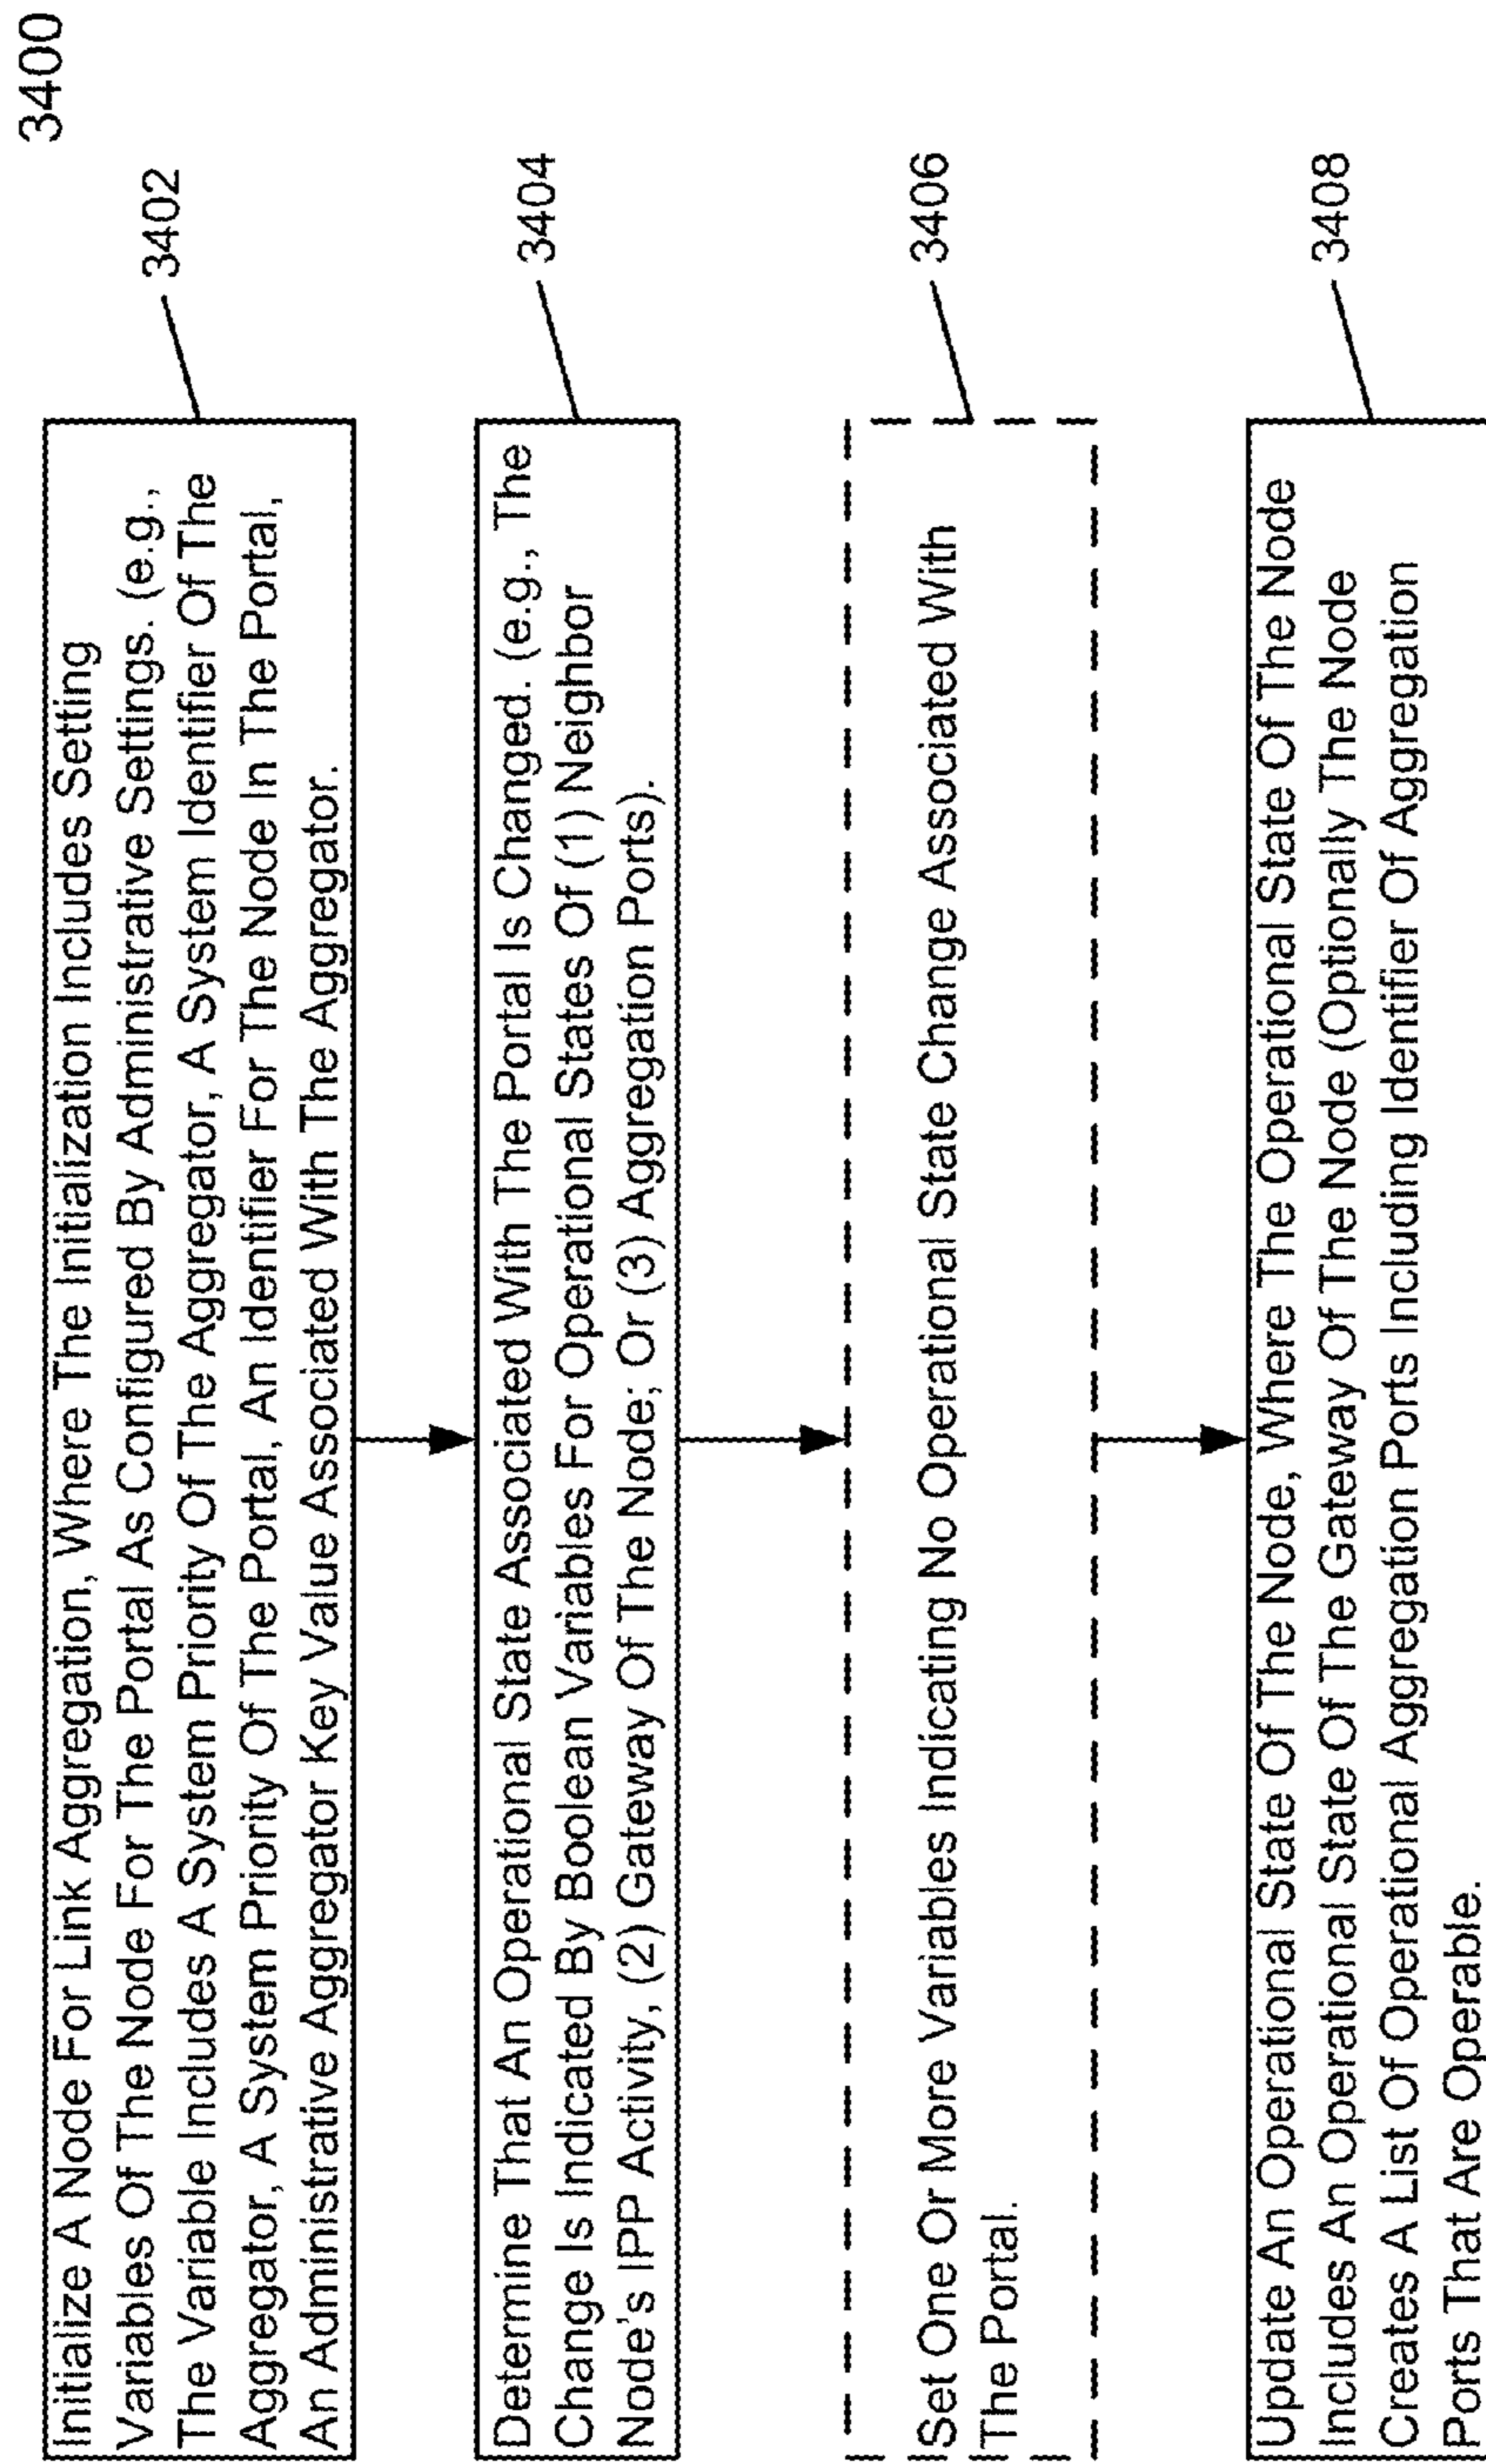 3400
Initialize A Node For Link Aggregation, Where The Initialization Includes Setting
Variables Of The Node For The Portal As Configured By Administrative Settings. (e.g.,
The Variable Includes A System Priority Of The Aggregator, A System Identifier Of The
Aggregator, A System Priority Of The Portal, An Identifier For The Node In The Portal,
An Administrative Aggregator Key Value Associated With The Aggregator.
3402
Determine That An Operational State Associated With The Portal Is Changed. (e.g., The
Change Is Indicated By Boolean Variables For Operational States Of (1) Neighbor
Node's IPP Activity, (2) Gateway Of The Node; Or (3) Aggregation Ports).
3404
Set One Or More Variables Indicating No Operational State Change Associated With
The Portal.
3406
Update An Operational State Of The Node, Where The Operational State Of The Node
Includes An Operational State Of The Gateway Of The Node (Optionally The Node
Creates A List Of Operational Aggregation Ports Including Identifier Of Aggregation
Ports That Are Operable.
3408